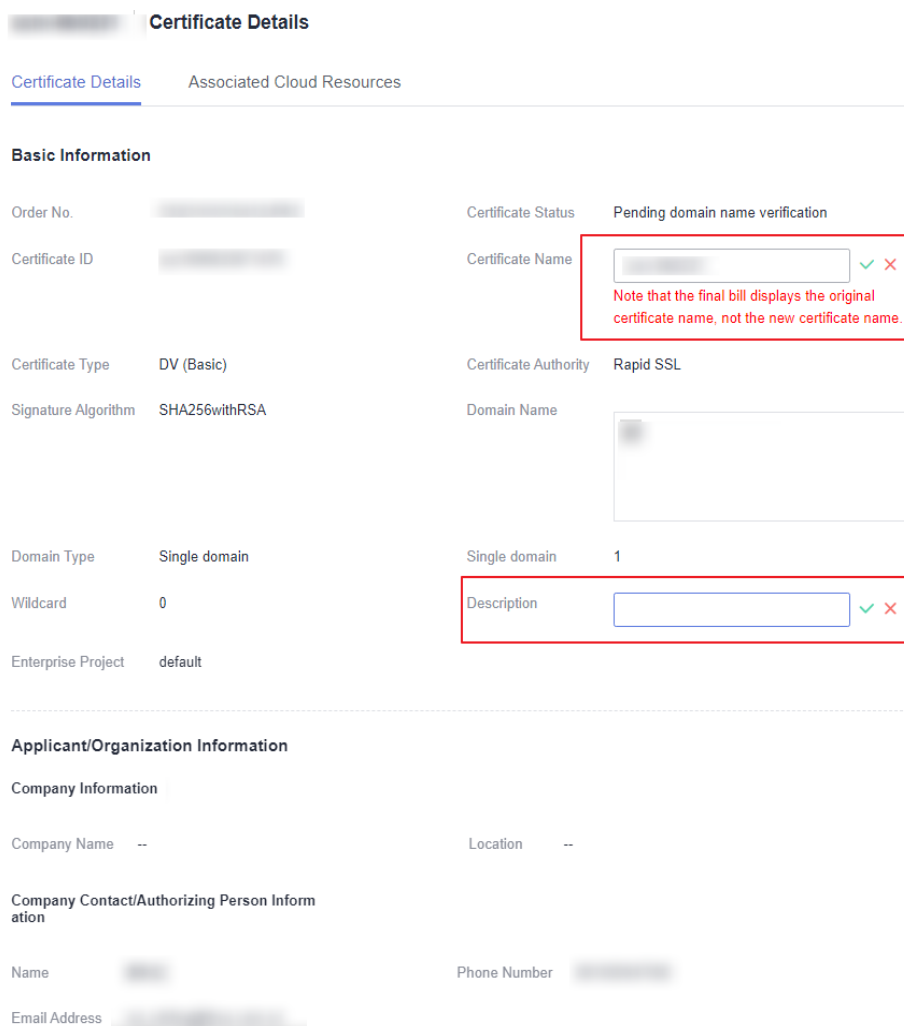 Certificate Details
Certificate Details Associated Cloud Resources
Basic Information
Order No. Certificate Status Pending domain name verification
Certificate ID Certificate Name
Note that the final bill displays the original
certificate name, not the new certificate name.
Certificate Type DV (Basic) Certificate Authority Rapid SSL
Signature Algorithm SHA256withRSA Domain Name
Domain Type Single domain Single domain 1
Wildcard 0 Description
Enterprise Project default
Applicant/Organization Information
Company Information
Company Name -- Location --
Company Contact/Authorizing Person Inform
ation
Name Phone Number
Email Address